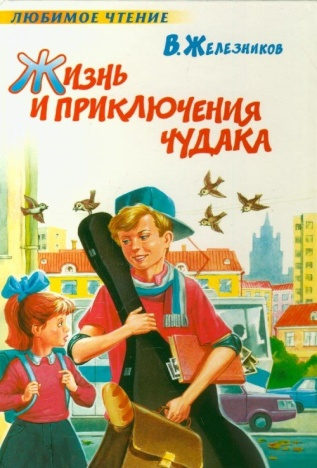 ЛЮБИМОЕ ЧТЕНИЕ
В. ЖЕЛЕЗНИКОВ
ЖИЗНЬ
И ПРИКЛЮЧЕНИЯ
ЧУДАКА